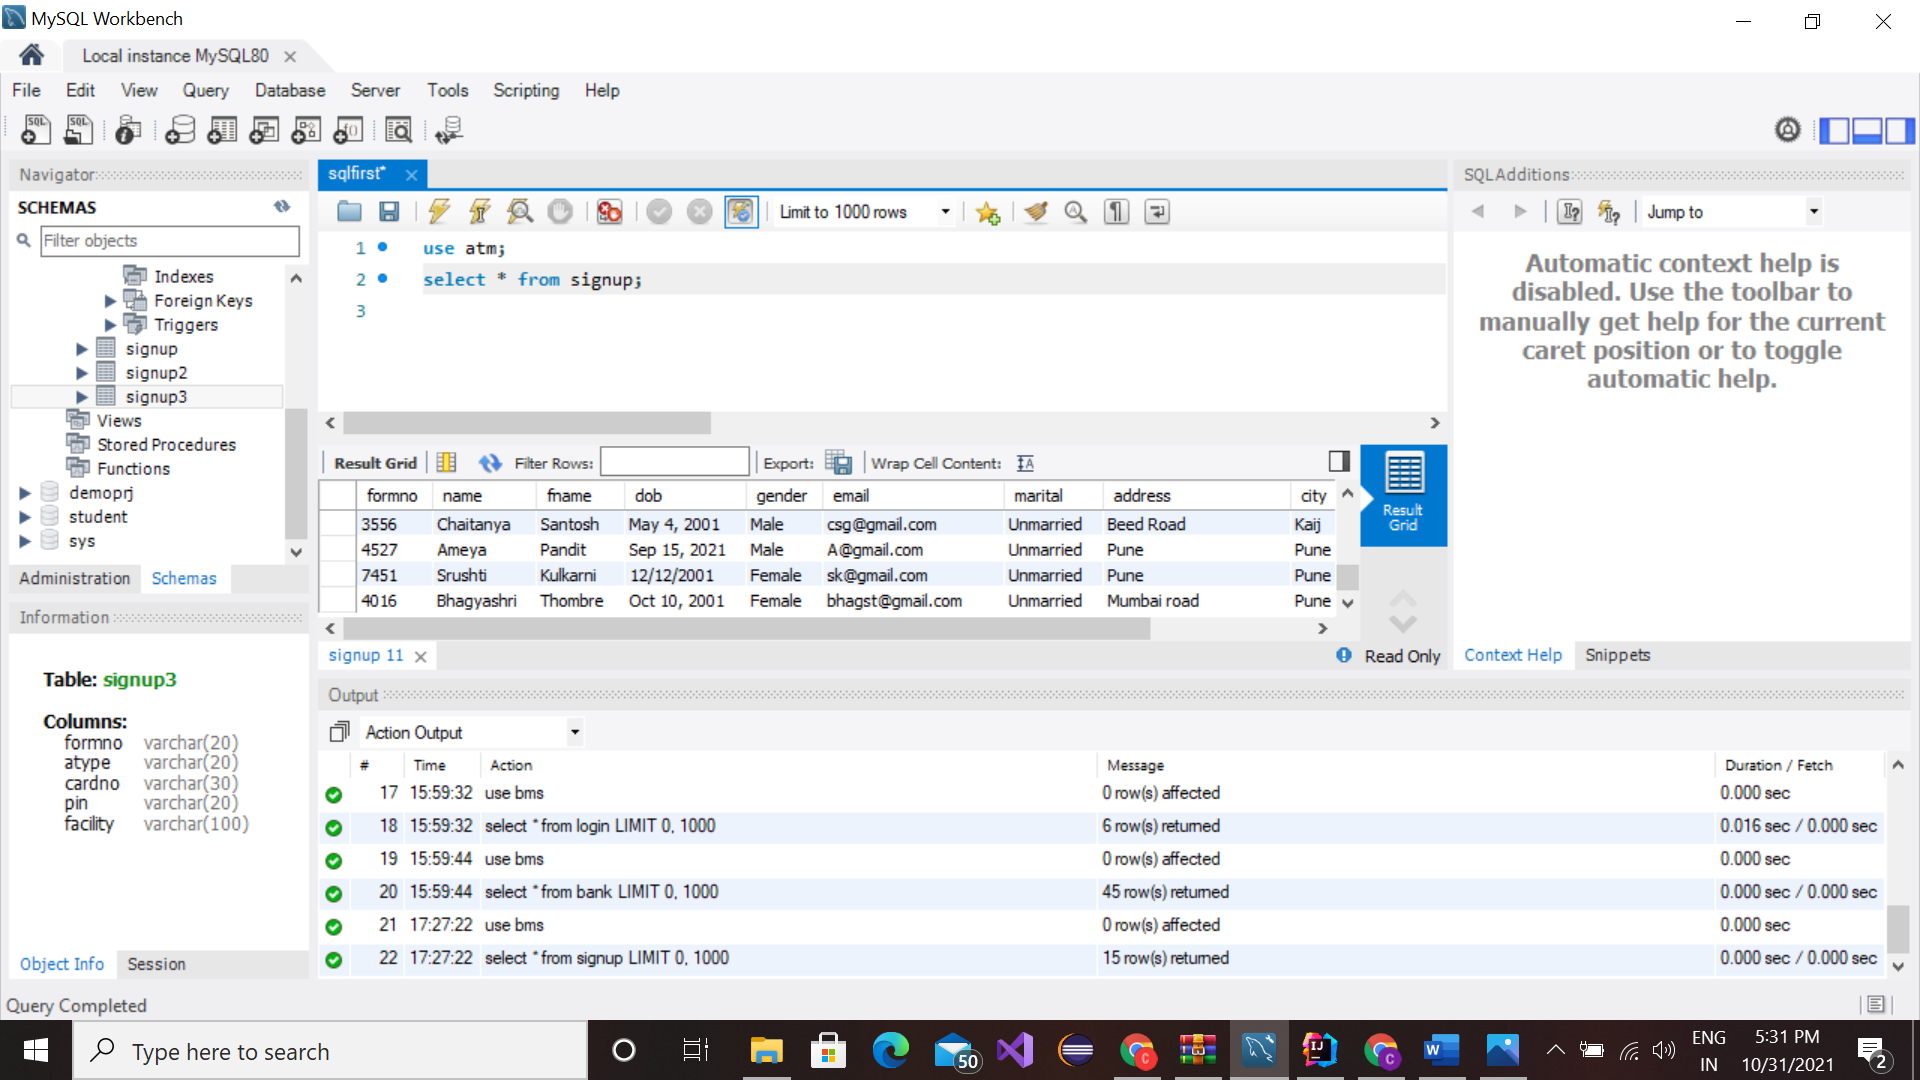 MySQL Workbench
Local instance MySQL80
File Edit View Query Database Server Tools Scripting Help
Navigator
SCHEMAS
Filter objects
Indexes
Foreign Keys
Triggers
signup
signup2
signup3
Views
Stored Procedures
Functions
demoprj
student
sys
Administration Schemas
Information
Table: signup3
Columns:
formno varchar(20)
atype varchar(20)
cardno varchar(30)
pin varchar(20)
facility varchar(100)
Object Info Session
Query Completed
sqlfirst*
Limit to 1000 rows
1 use atm;
2 select * from signup;
3
Result Grid Filter Rows: Export: Wrap Cell Content:
formno name fname dob gender email marital address city
3556 Chaitanya Santosh May 4, 2001 Male csg@gmail.com Unmarried Beed Road Kaij
4527 Ameya Pandit Sep 15, 2021 Male A@gmail.com Unmarried Pune Pune
7451 Srushti Kulkarni 12/12/2001 Female sk@gmail.com Unmarried Pune Pune
4016 Bhagyashri Thombre Oct 10, 2001 Female bhagst@gmail.com Unmarried Mumbai road Pune
Result
Grid
signup 11
Read Only
SQLAdditions
Jump to
Automatic context help is
disabled. Use the toolbar to
manually get help for the current
caret position or to toggle
automatic help.
Context Help Snippets
Output
Action Output
# Time Action Message Duration / Fetch
17 15:59:32 use bms 0 row(s) affected 0.000 sec
18 15:59:32 select * from login LIMIT 0, 1000 6 row(s) returned 0.016 sec / 0.000 sec
19 15:59:44 use bms 0 row(s) affected 0.000 sec
20 15:59:44 select * from bank LIMIT 0, 1000 45 row(s) returned 0.000 sec / 0.000 sec
21 17:27:22 use bms 0 row(s) affected 0.000 sec
22 17:27:22 select * from signup LIMIT 0, 1000 15 row(s) returned 0.000 sec / 0.000 sec
Type here to search
50
ENG
IN
5:31 PM
10/31/2021
2